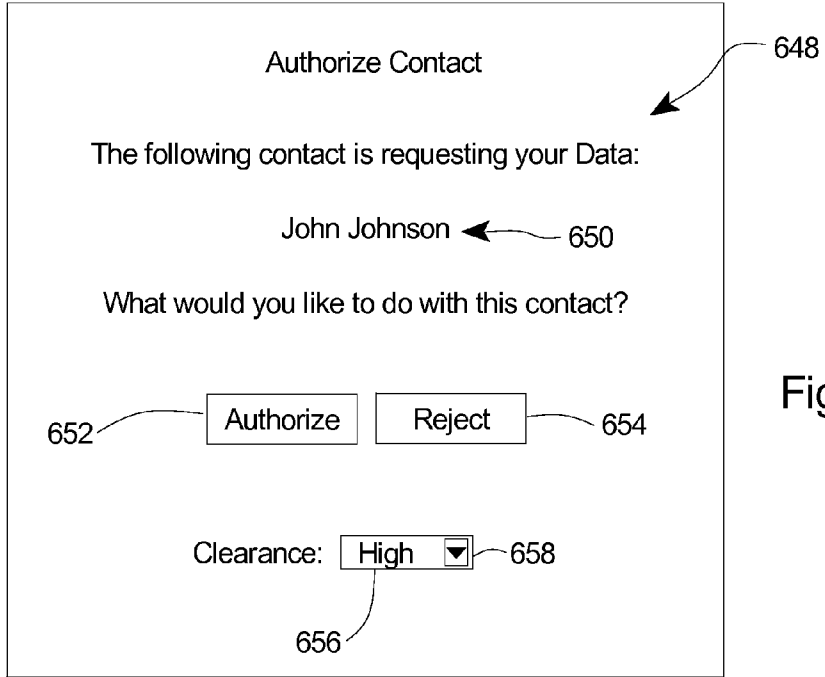 Authorize Contact
648
The following contact is requesting your Data:
John Johnson 650
What would you like to do with this contact?
652 Authorize Reject 654
Fig
Clearance: High 658
656